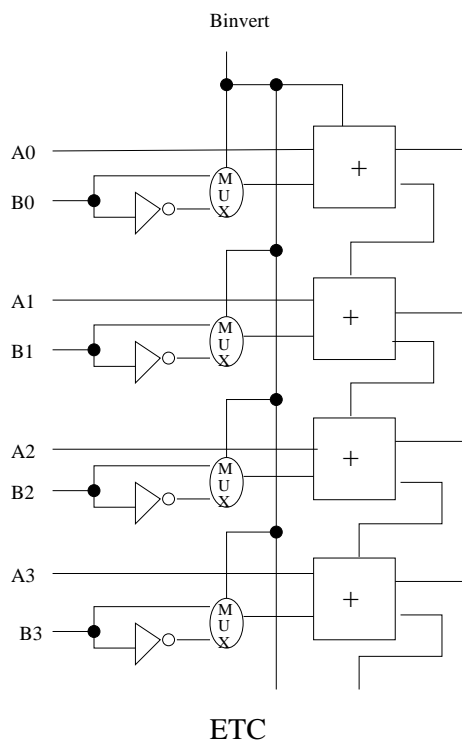 Binvert
A0
B0
M
U
X
+
A1
B1
M
U
X
+
A2
B2
M
U
X
+
A3
B3
M
U
X
+
ETC